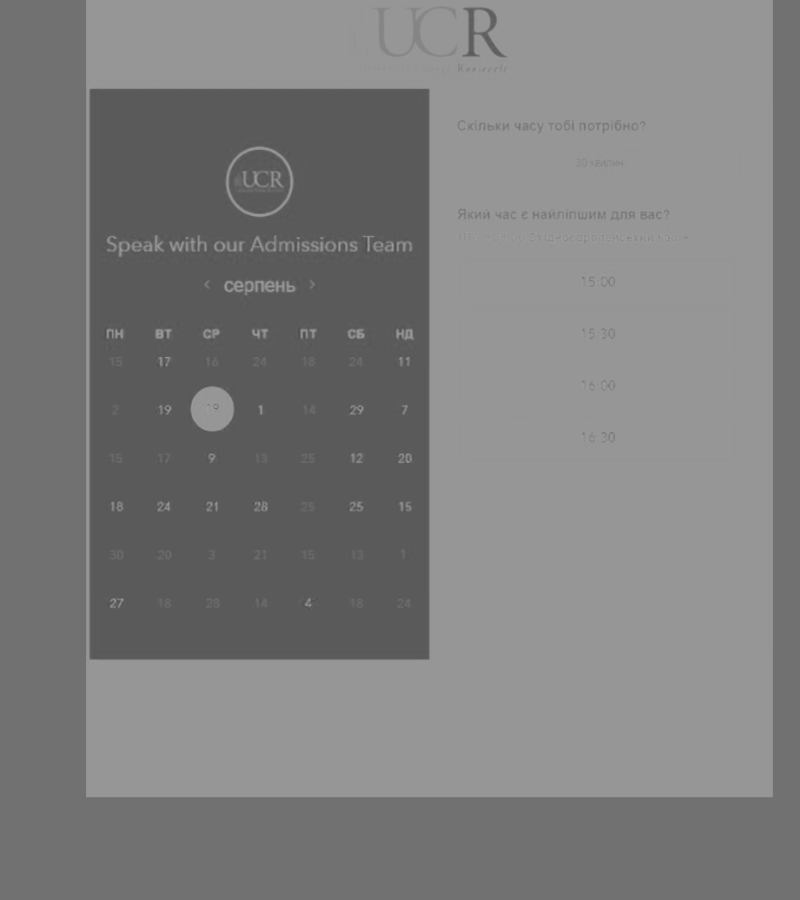 UCR
Roosevelt
UCR
Speak with our Admissions Team
‹ серпень ›
ПН ВТ СР ЧТ ПТ СБ НД
15 17 16 24 18 24 11
2 19 19 1 14 29 7
15 17 9 13 25 12 20
18 24 21 28 25 25 15
30 20 3 21 15 13 1
27 18 23 14 4 18 24
Скільки часу тобі потрібно?
30 хвилин
Який час є найліпшим для вас?
15:00
15:30
16:00
16:30